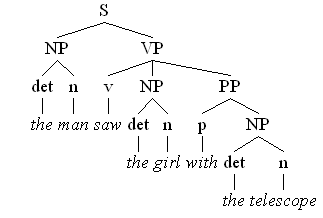 S
NP VP
det n v NP PP
the man saw det n p NP
the girl with det n
the telescope